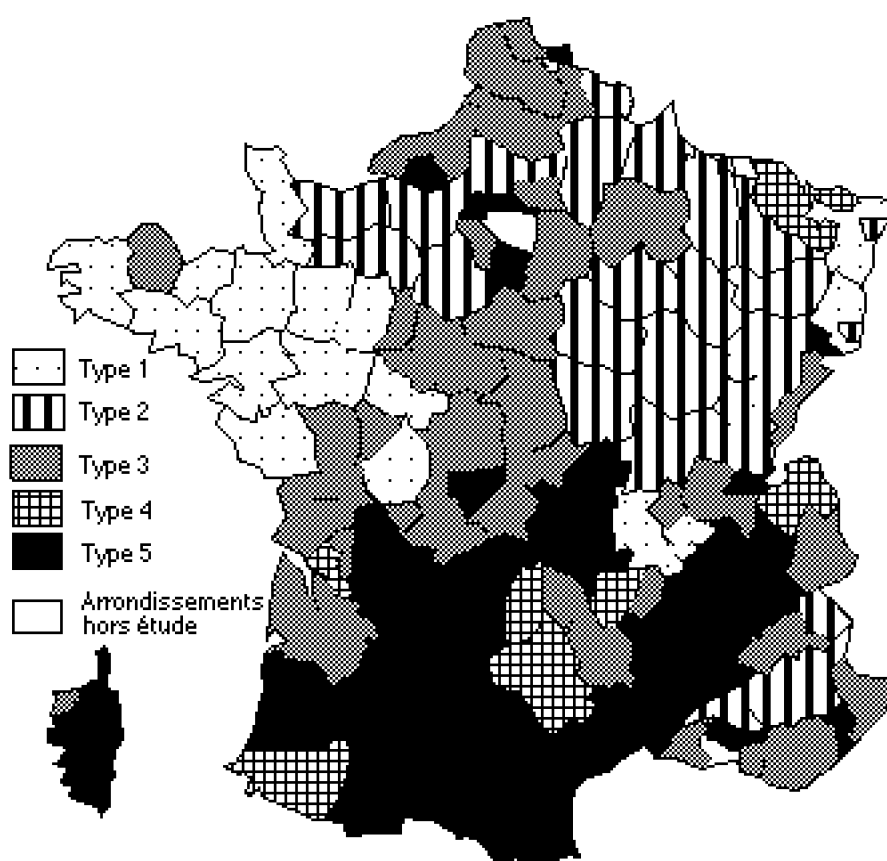 Type 1
Type 2
Type 3
Type 4
Type 5
Arrondissements
hors étude